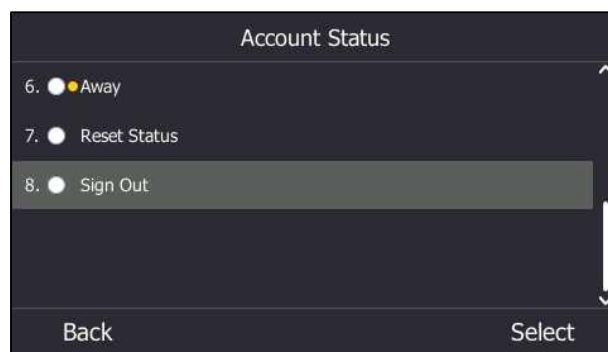 Account Status
6. Away
7. Reset Status
8. Sign Out
Back Select